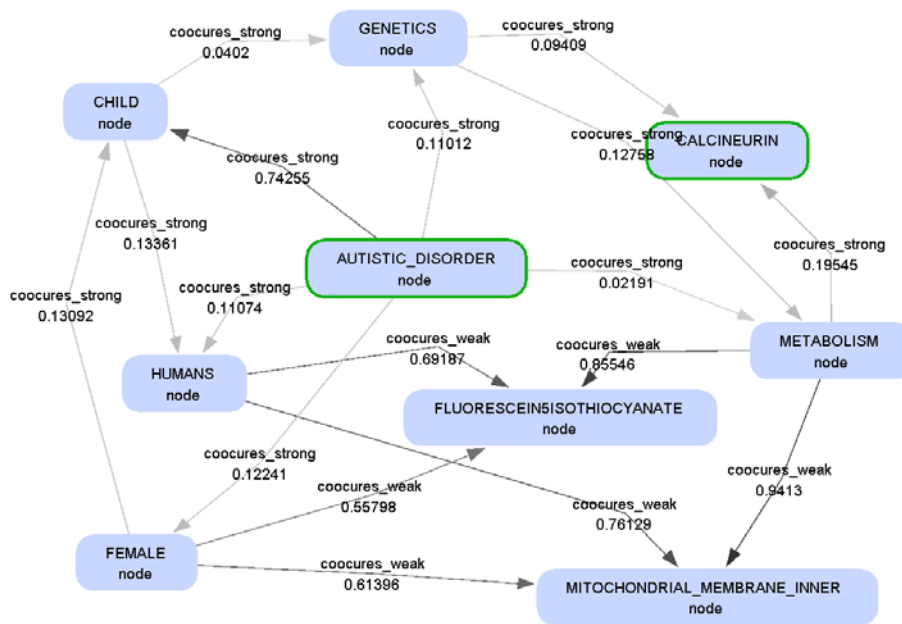 GENETICS
node
coocures_strong
0.0402
coocures_strong
0.09409
CHILD
node
coocures_strong
0.11012
coocures_strong
0.12758
CALCINEURIN
node
coocures_strong
0.74255
coocures_strong
0.13361
AUTISTIC_DISORDER
node
coocures_strong
0.02191
coocures_strong
0.19545
coocures_strong
0.13092
coocures_strong
0.11074
METABOLISM
node
coocures_weak
0.69187
coocures_weak
0.85546
HUMANS
node
FLUORESCEIN5ISOTHIOCYANATE
node
coocures_strong
0.12241
coocures_weak
0.55798
coocures_weak
0.76129
coocures_weak
0.9413
FEMALE
node
coocures_weak
0.61396
MITOCHONDRIAL_MEMBRANE_INNER
node